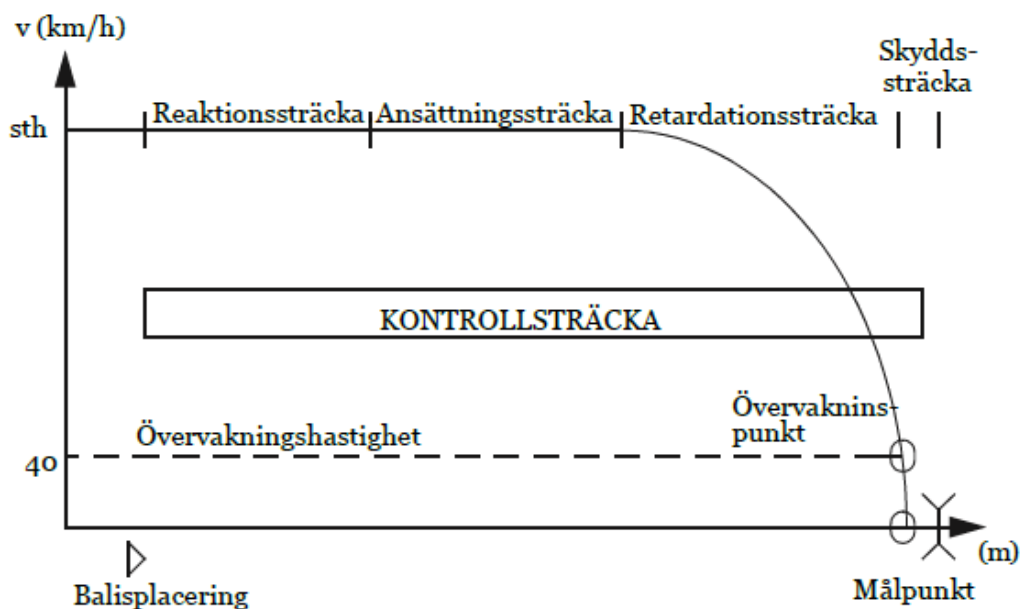 v (km/h)
Skydds-
sträcka
Reaktionssträcka
Ansättningssträcka
Retardationssträcka
sth
KONTROLLSTRÄCKA
Övervaknins-
punkt
Övervakningshastighet
40
(m)
Balisplacering
Målpunkt